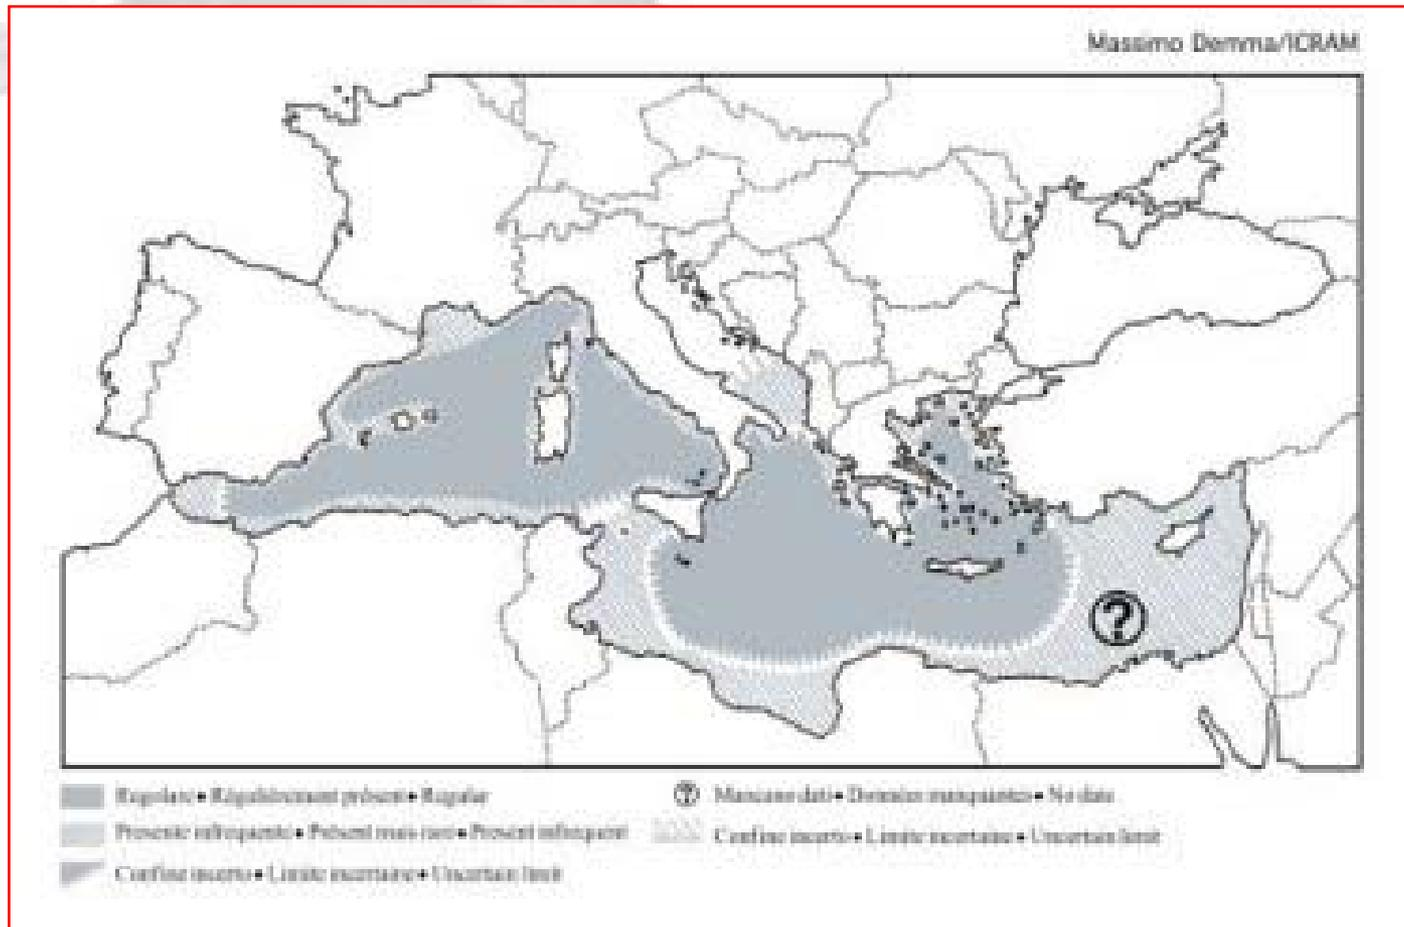 Massimo Demma/ICRAM
?
Regolare • Régulièrement présent • Regular
Presente infrequente • Présent mais rare • Present infrequent
Confine incerto • Limite incertaine • Uncertain limit
? Mancano dati • Données manquantes • No data
Confine incerto • Limite incertaine • Uncertain limit